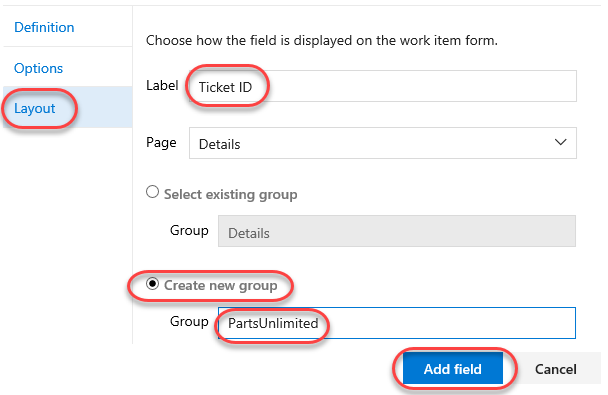 Definition
Options
Layout
Choose how the field is displayed on the work item form.
Label Ticket ID
Page Details
Select existing group
Group Details
Create new group
Group PartsUnlimited
Add field Cancel